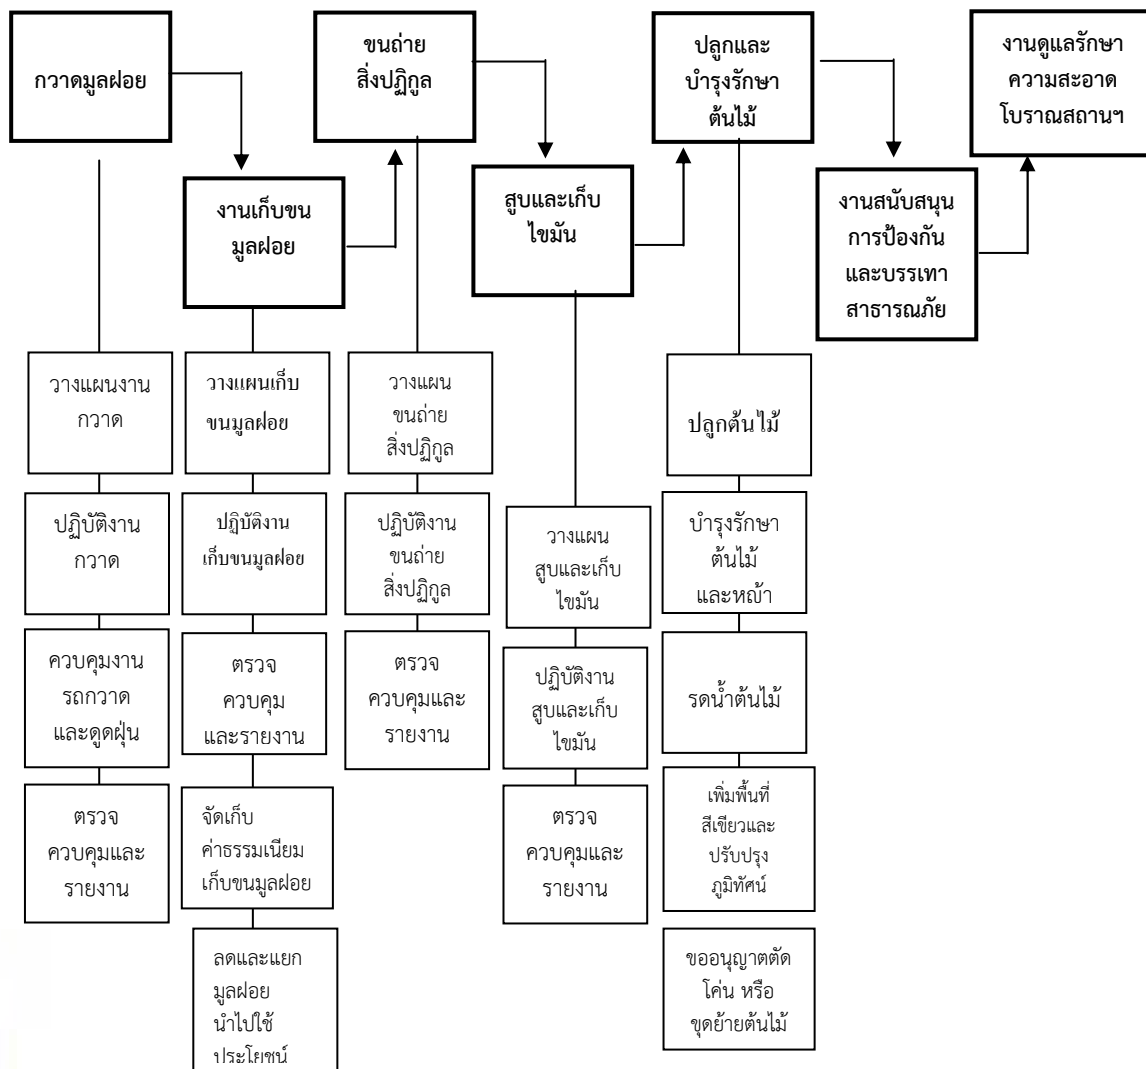 กวาดมูลฝอย
งานเก็บขน
มูลฝอย
ขนถ่าย
สิ่งปฏิกูล
สูบและเก็บ
ไขมัน
ปลูกและ
บำรุงรักษา
ต้นไม้
งานสนับสนุน
การป้องกัน
และบรรเทา
สาธารณภัย
งานดูแลรักษา
ความสะอาด
โบราณสถานฯ
วางแผนงาน
กวาด
ปฏิบัติงาน
กวาด
ควบคุมงาน
รถกวาด
และดูดฝุ่น
ตรวจ
ควบคุมและ
รายงาน
วางแผนเก็บ
ขนมูลฝอย
ปฏิบัติงาน
เก็บขนมูลฝอย
ตรวจ
ควบคุม
และรายงาน
จัดเก็บ
ค่าธรรมเนียม
เก็บขนมูลฝอย
ลดและแยก
มูลฝอย
นำไปใช้
ประโยชน์
วางแผน
ขนถ่าย
สิ่งปฏิกูล
ปฏิบัติงาน
ขนถ่าย
สิ่งปฏิกูล
ตรวจ
ควบคุมและ
รายงาน
วางแผน
สูบและเก็บ
ไขมัน
ปฏิบัติงาน
สูบและเก็บ
ไขมัน
ตรวจ
ควบคุมและ
รายงาน
ปลูกต้นไม้
บำรุงรักษา
ต้นไม้
และหญ้า
รดน้ำต้นไม้
เพิ่มพื้นที่
สีเขียวและ
ปรับปรุง
ภูมิทัศน์
ขออนุญาตตัด
โค่น หรือ
ขุดย้ายต้นไม้